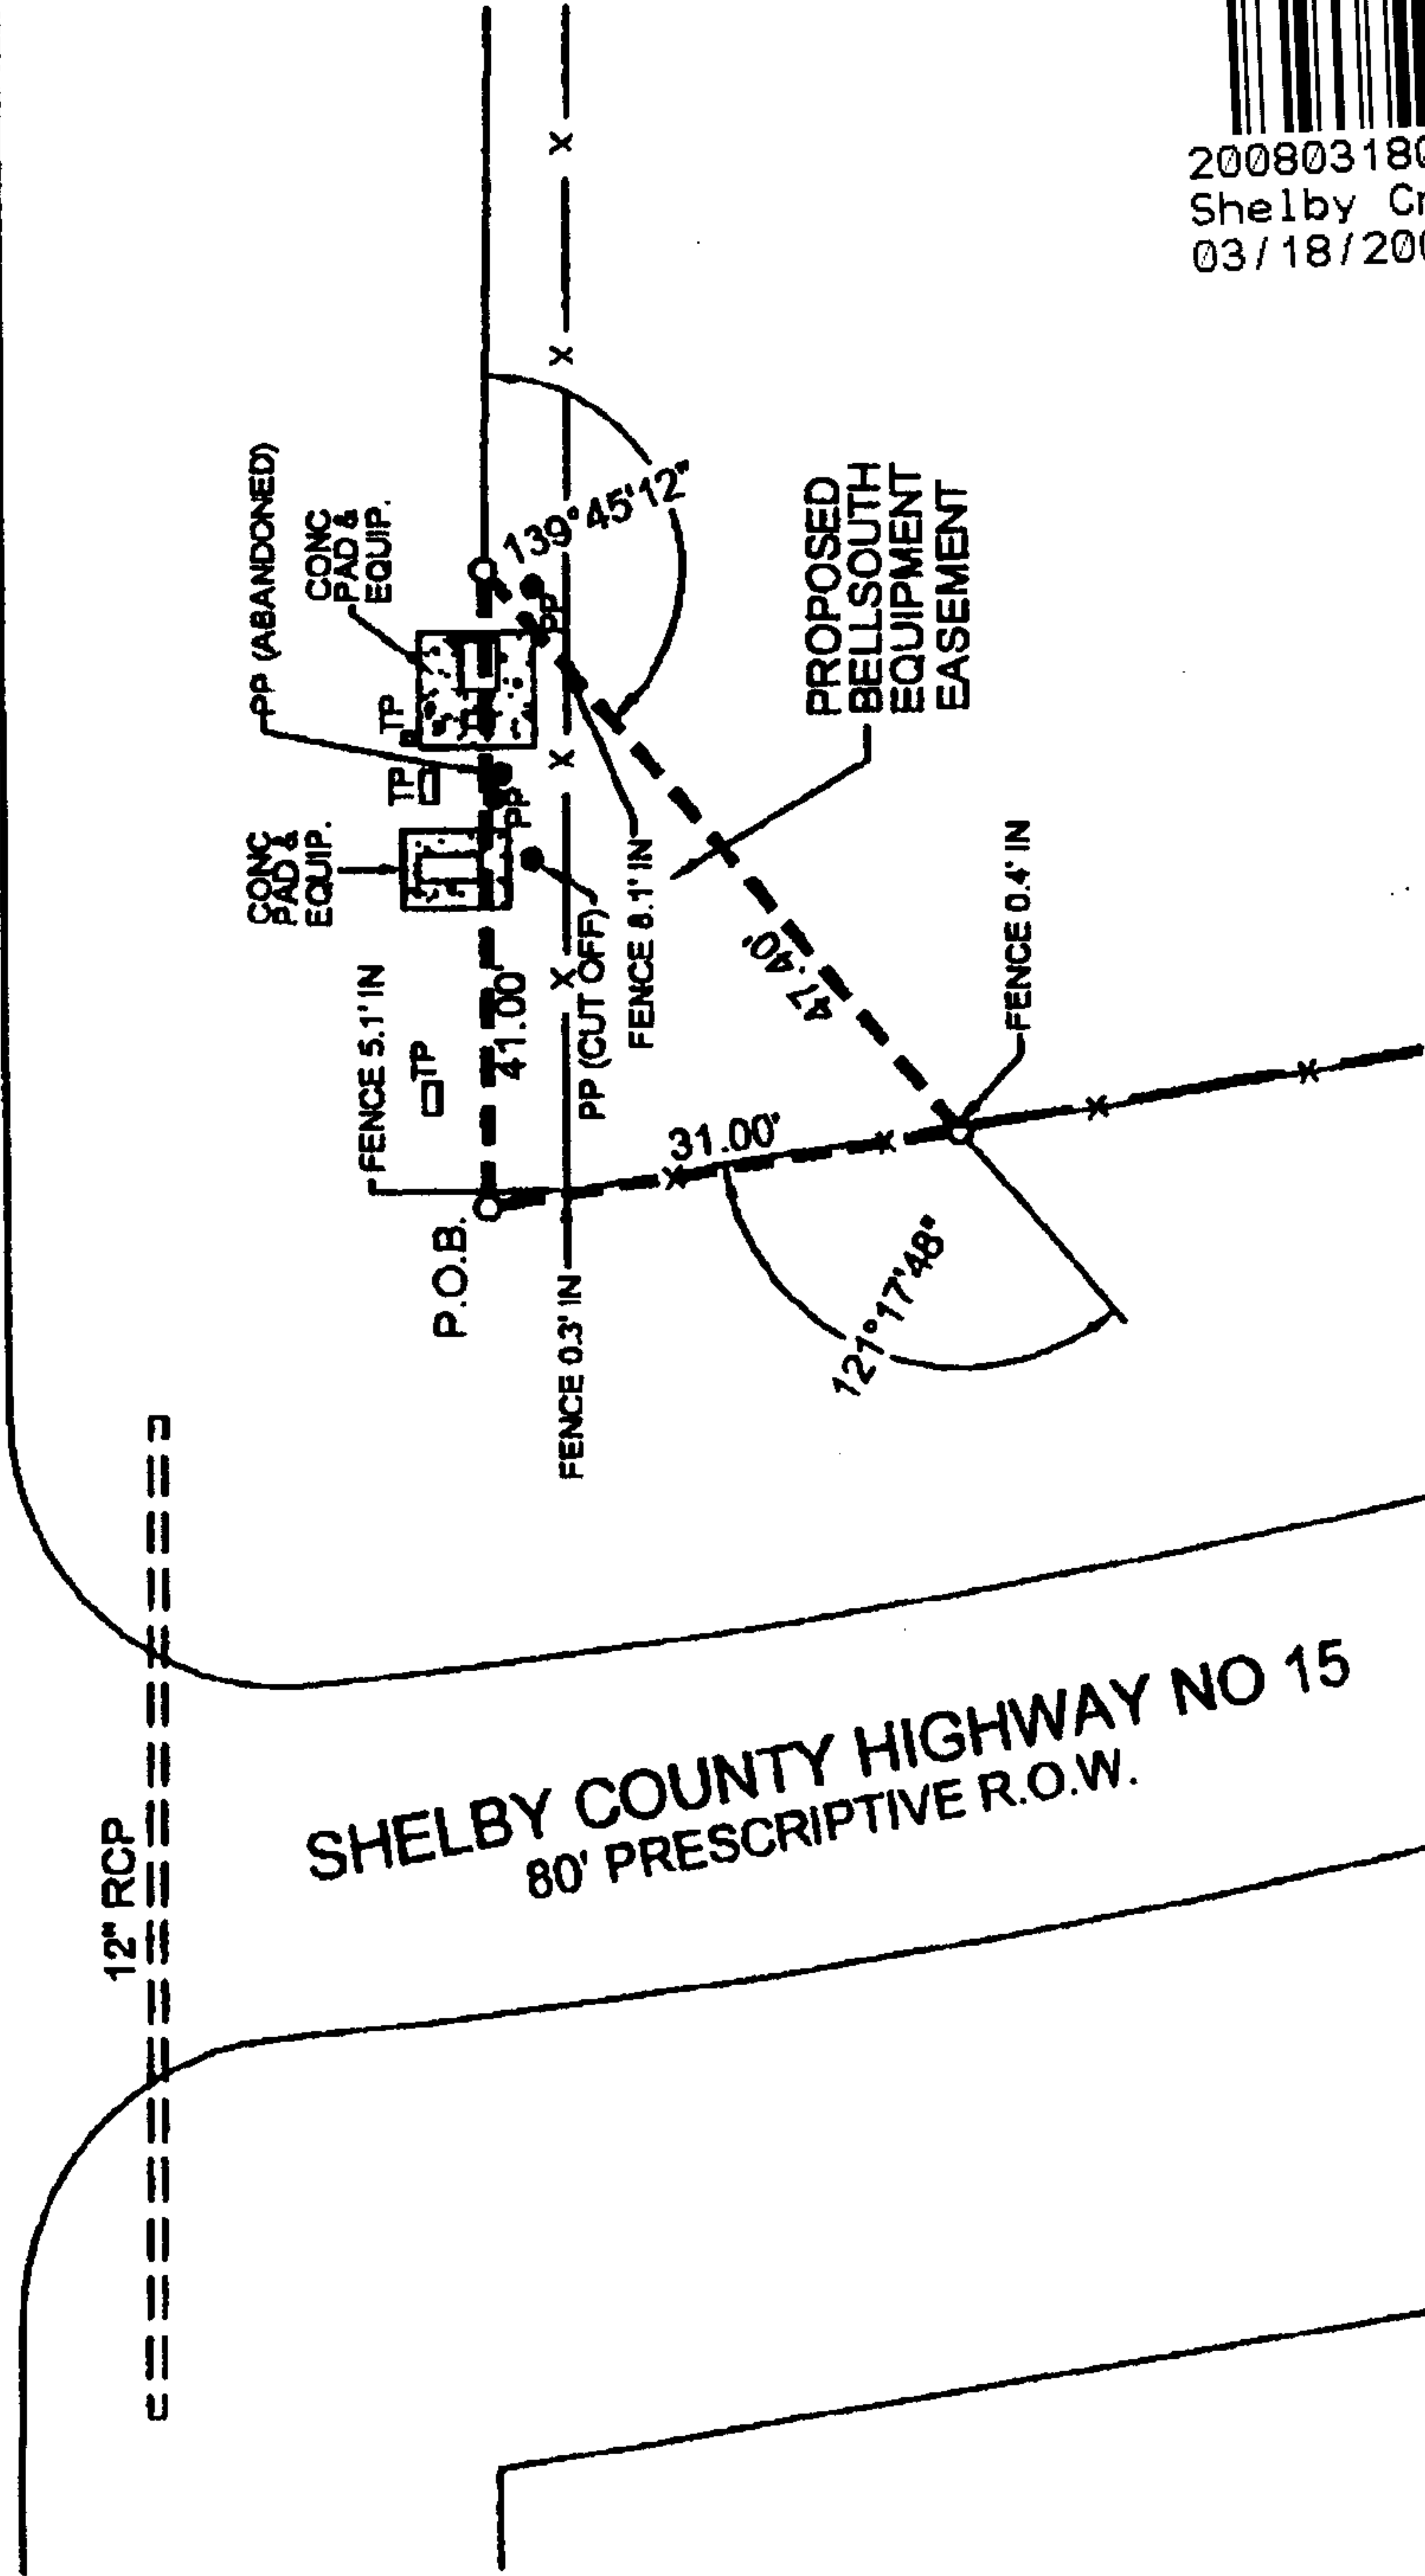 200803180
Shelby Cn
03/18/200
PP (ABANDONED)
CONC
PAD &
EQUIP.
139°45'12"
TP
TP
PP
PP
CONC
PAD &
EQUIP.
PROPOSED
BELLSOUTH
EQUIPMENT
EASEMENT
FENCE 5.1' IN
TP
41.00'
PP (CUT OFF)
FENCE 8.1' IN
47.40'
FENCE 0.4' IN
31.00'
P.O.B.
FENCE 0.3' IN
121°17'48"
12" RCP
SHELBY COUNTY HIGHWAY NO 15
80' PRESCRIPTIVE R.O.W.